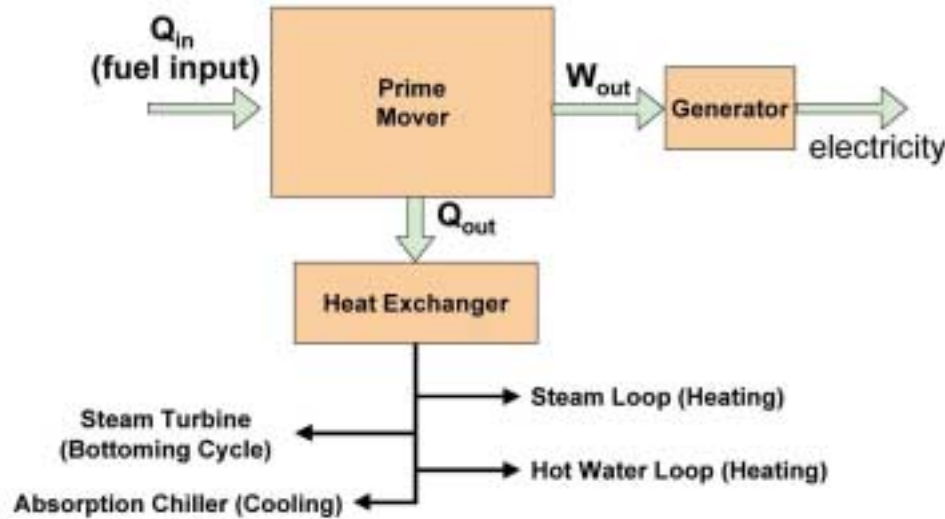 Q_in
(fuel input)
Prime
Mover
W_out
Generator
electricity
Q_out
Heat Exchanger
Steam Loop (Heating)
Steam Turbine
(Bottoming Cycle)
Hot Water Loop (Heating)
Absorption Chiller (Cooling)